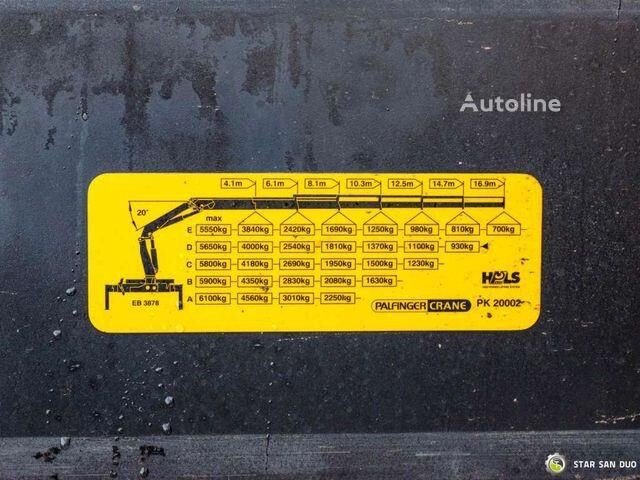 Autoline
4.1m 6.1m 8.1m 10.3m 12.5m 14.7m 16.9m
20°
max
E 5550kg 3840kg 2420kg 1690kg 1250kg 980kg 810kg 700kg
D 5650kg 4000kg 2540kg 1810kg 1370kg 1100kg 930kg
C 5800kg 4180kg 2690kg 1950kg 1500kg 1230kg
B 5900kg 4350kg 2830kg 2080kg 1630kg
A 6100kg 4560kg 3010kg 2250kg
EB 3878
HPLS
PALFINGER CRANE PK 20002
STAR SAN DUO